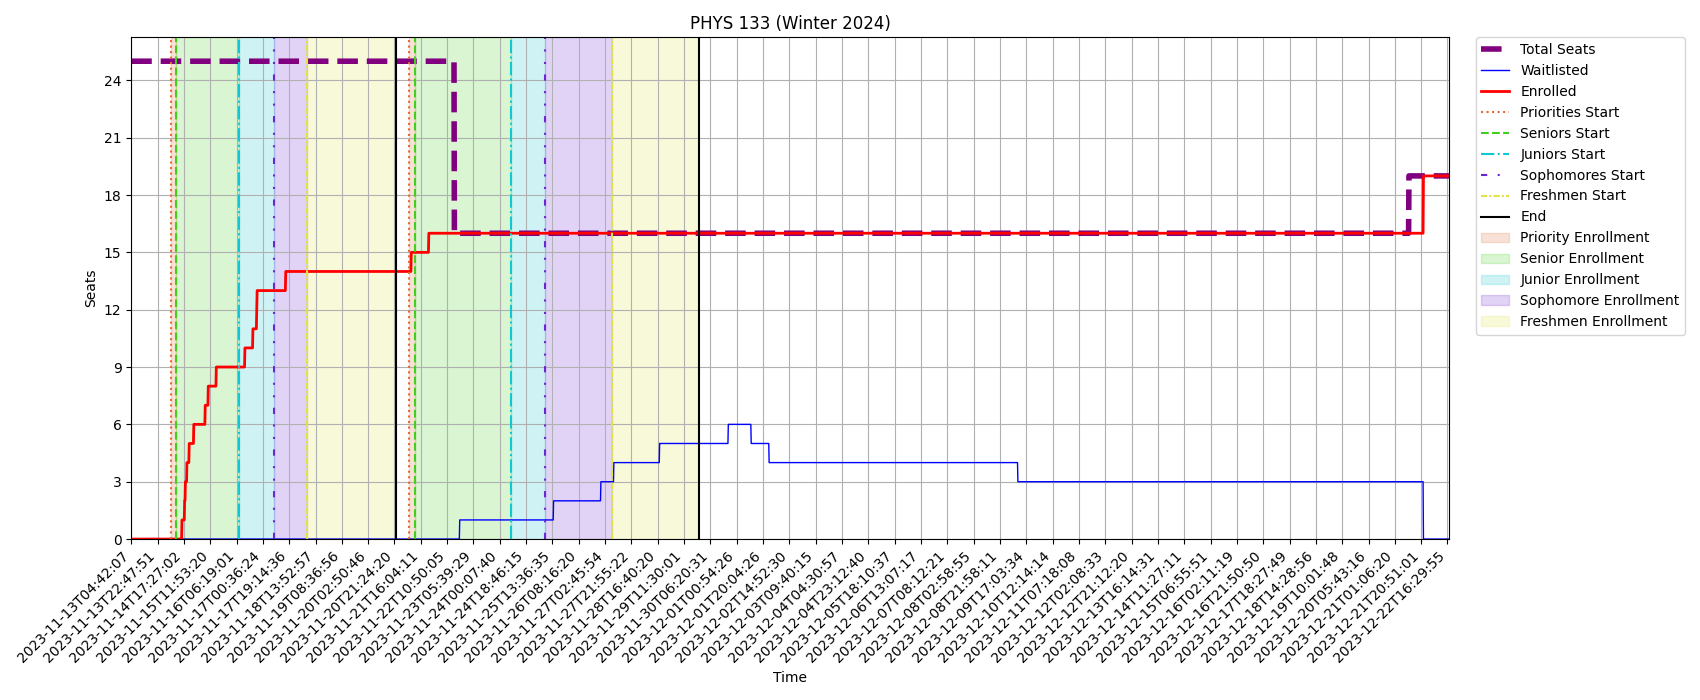 PHYS 133 (Winter 2024)
Seats
24
21
18
15
12
9
6
3
0
2023-11-13T04:42:07
2023-11-13T22:47:51
2023-11-14T17:27:02
2023-11-15T11:53:20
2023-11-16T06:19:01
2023-11-17T00:36:24
2023-11-17T19:14:36
2023-11-18T13:52:57
2023-11-19T08:36:56
2023-11-20T02:50:46
2023-11-20T21:24:20
2023-11-21T16:04:11
2023-11-22T10:50:05
2023-11-23T05:39:29
2023-11-24T00:07:40
2023-11-24T18:46:15
2023-11-25T13:36:35
2023-11-26T08:16:20
2023-11-27T02:45:54
2023-11-27T21:55:22
2023-11-28T16:40:20
2023-11-29T11:30:01
2023-11-30T06:20:31
2023-12-01T00:54:26
2023-12-01T20:04:26
2023-12-02T14:52:30
2023-12-03T09:40:15
2023-12-04T04:30:57
2023-12-04T23:12:40
2023-12-05T18:10:37
2023-12-06T13:07:17
2023-12-07T08:12:21
2023-12-08T02:58:55
2023-12-08T21:58:11
2023-12-09T17:03:34
2023-12-10T12:14:14
2023-12-11T07:18:08
2023-12-12T02:08:33
2023-12-12T21:12:20
2023-12-13T16:14:31
2023-12-14T11:27:11
2023-12-15T06:55:51
2023-12-16T02:11:19
2023-12-16T21:50:50
2023-12-17T18:27:49
2023-12-18T14:28:56
2023-12-19T10:01:48
2023-12-20T05:43:16
2023-12-21T01:06:20
2023-12-21T20:51:01
2023-12-22T16:29:55
Time
Total Seats
Waitlisted
Enrolled
Priorities Start
Seniors Start
Juniors Start
Sophomores Start
Freshmen Start
End
Priority Enrollment
Senior Enrollment
Junior Enrollment
Sophomore Enrollment
Freshmen Enrollment